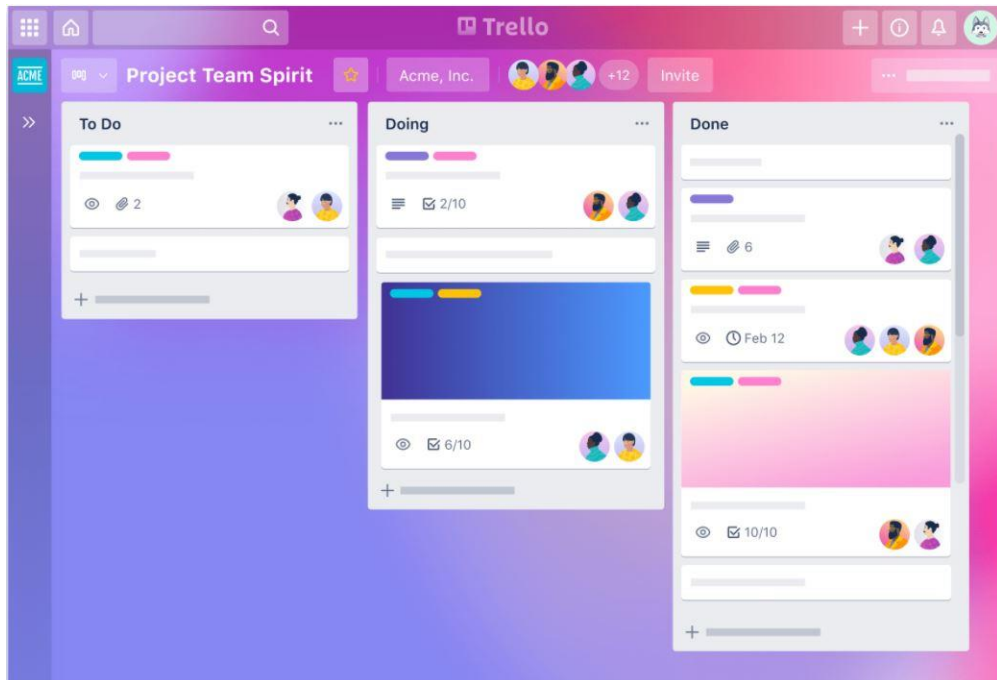 Trello
ACME
Project Team Spirit
Acme, Inc.
+12
Invite
To Do
2
Doing
2/10
6/10
Done
6
Feb 12
10/10